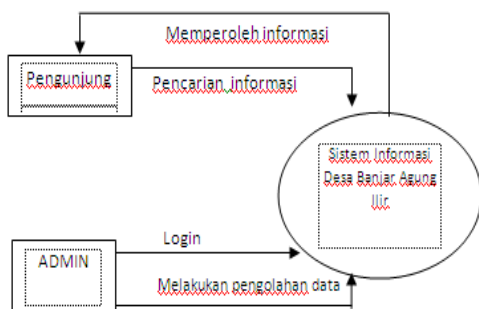 Memperoleh informasi
Pengunjung
Pencarian informasi
Sistem Informasi
Desa Banjar Agung
Ilir
Login
ADMIN
Melakukan pengolahan data